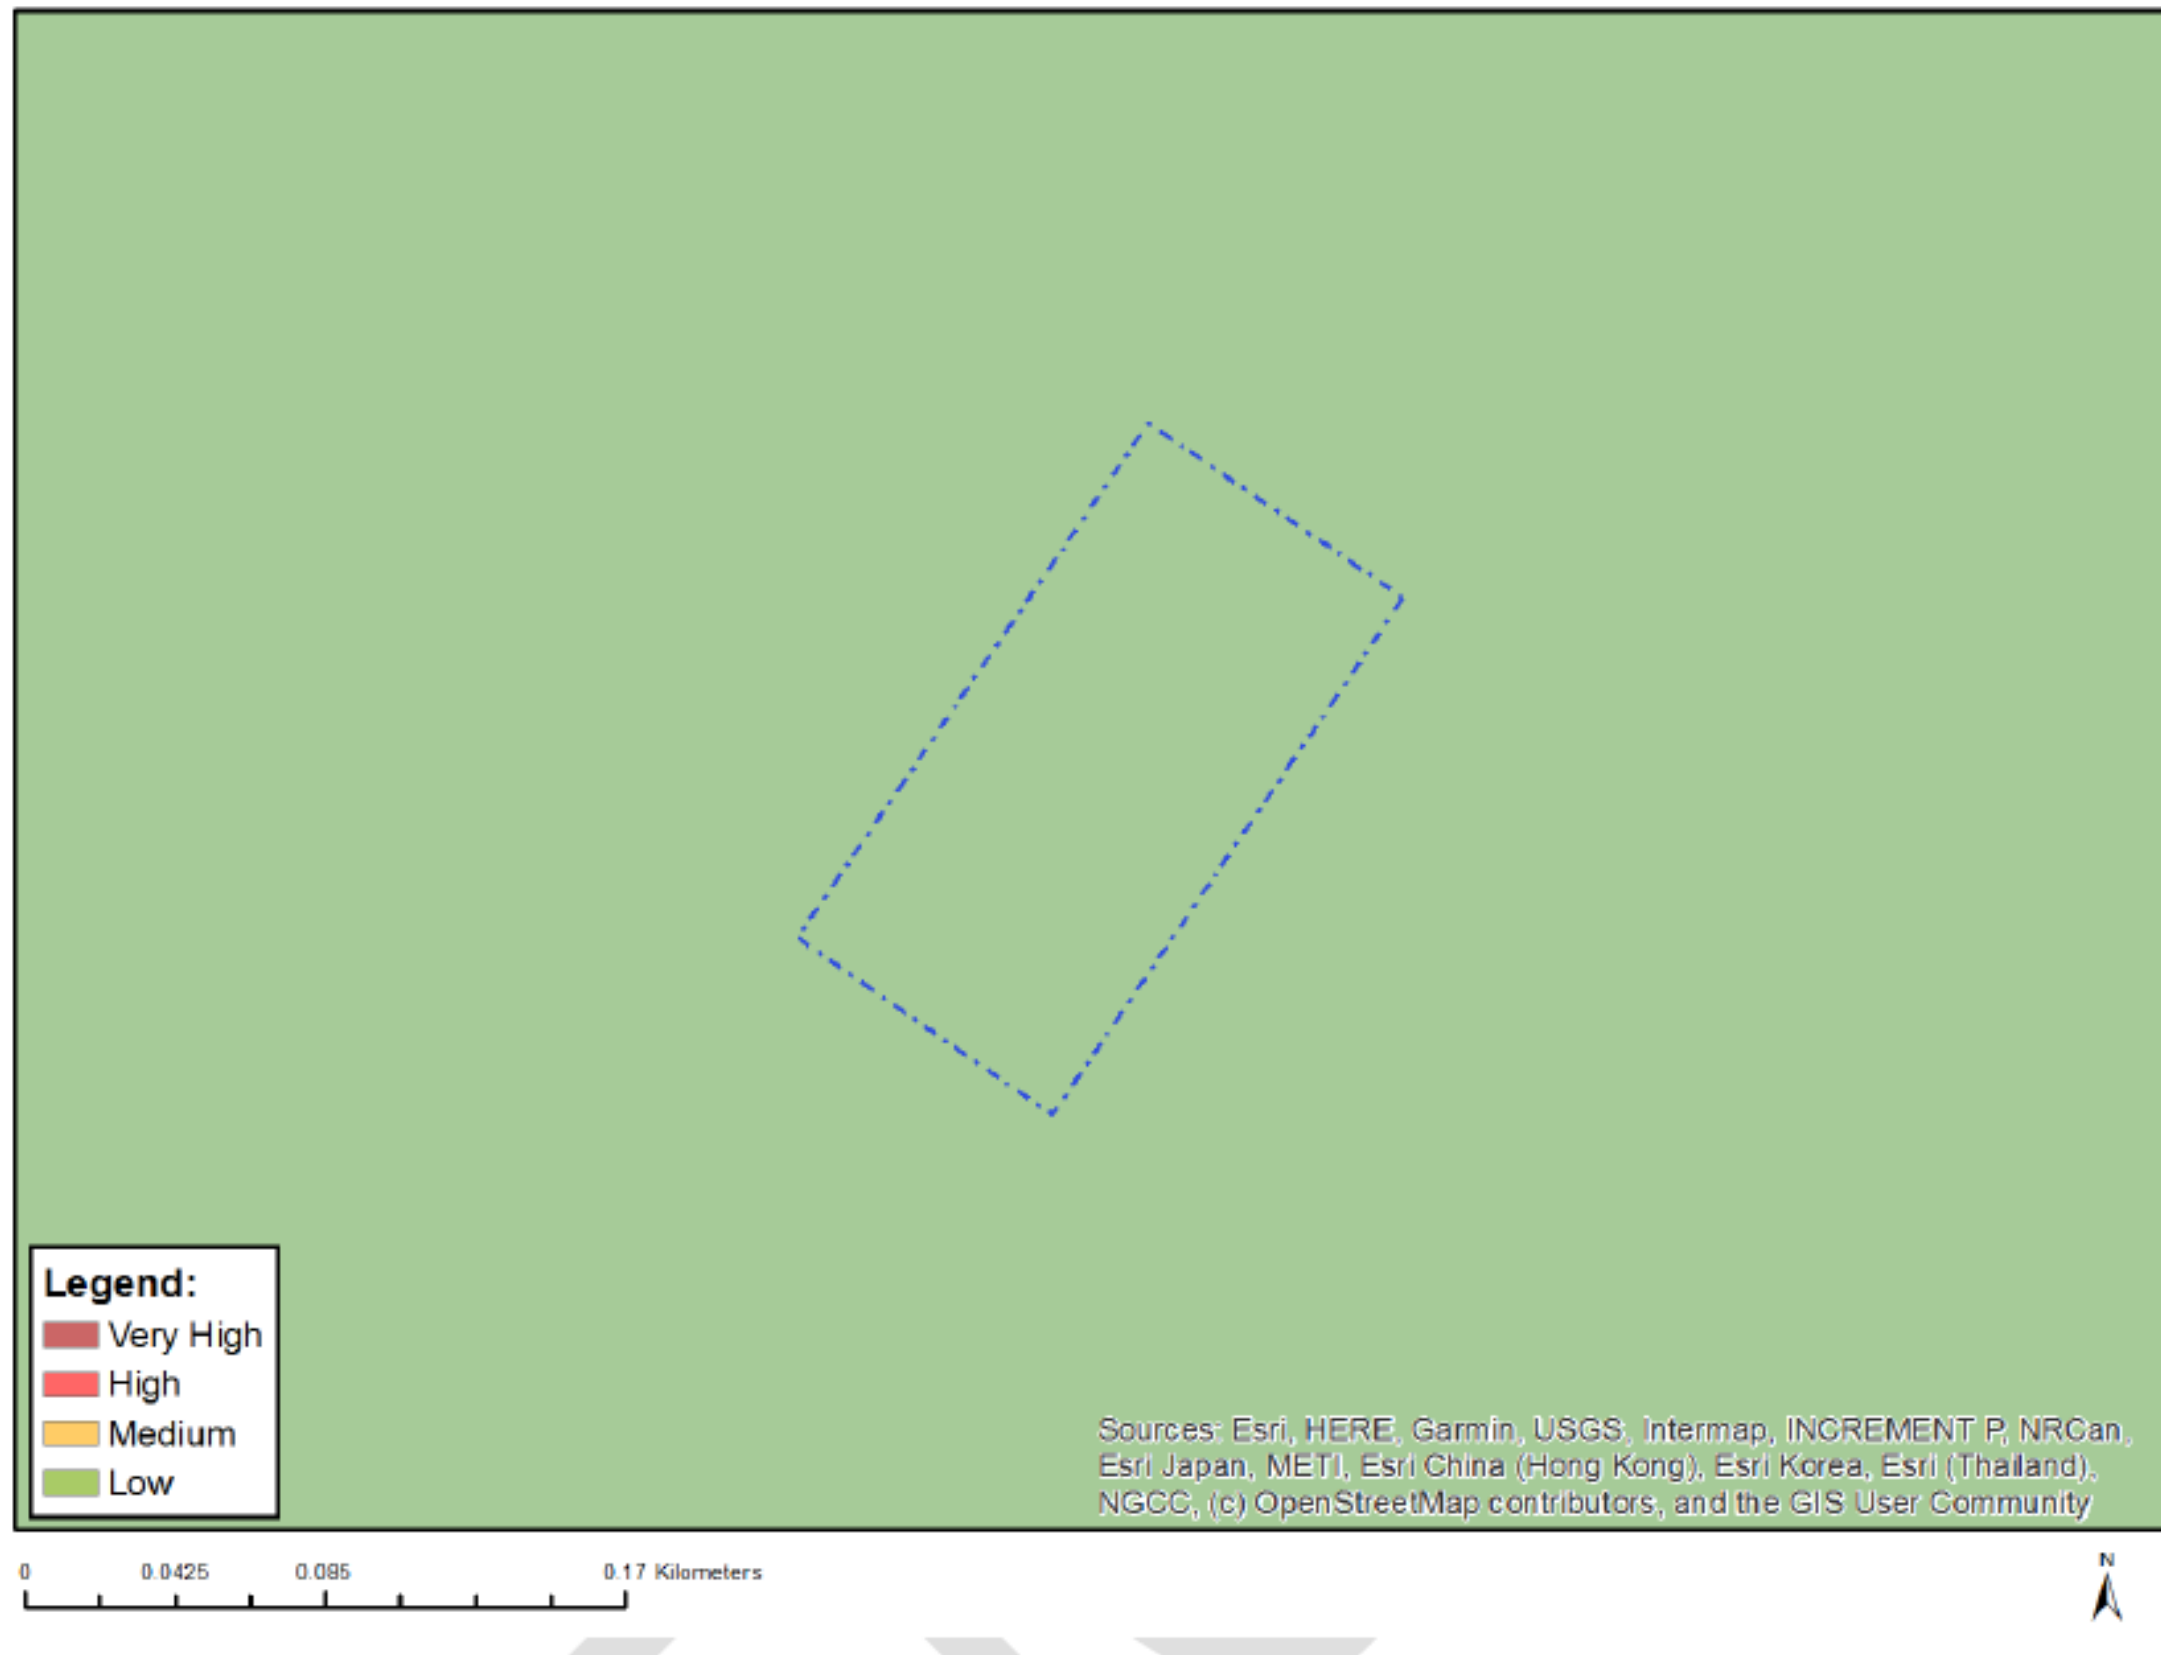 Legend:
Very High
High
Medium
Low
Sources: Esri, HERE, Garmin, USGS, Intermap, INCREMENT P, NRCan,
Esri Japan, METI, Esri China (Hong Kong), Esri Korea, Esri (Thailand),
NGCC, (c) OpenStreetMap contributors, and the GIS User Community
0 0.0425 0.085 0.17 Kilometers
N